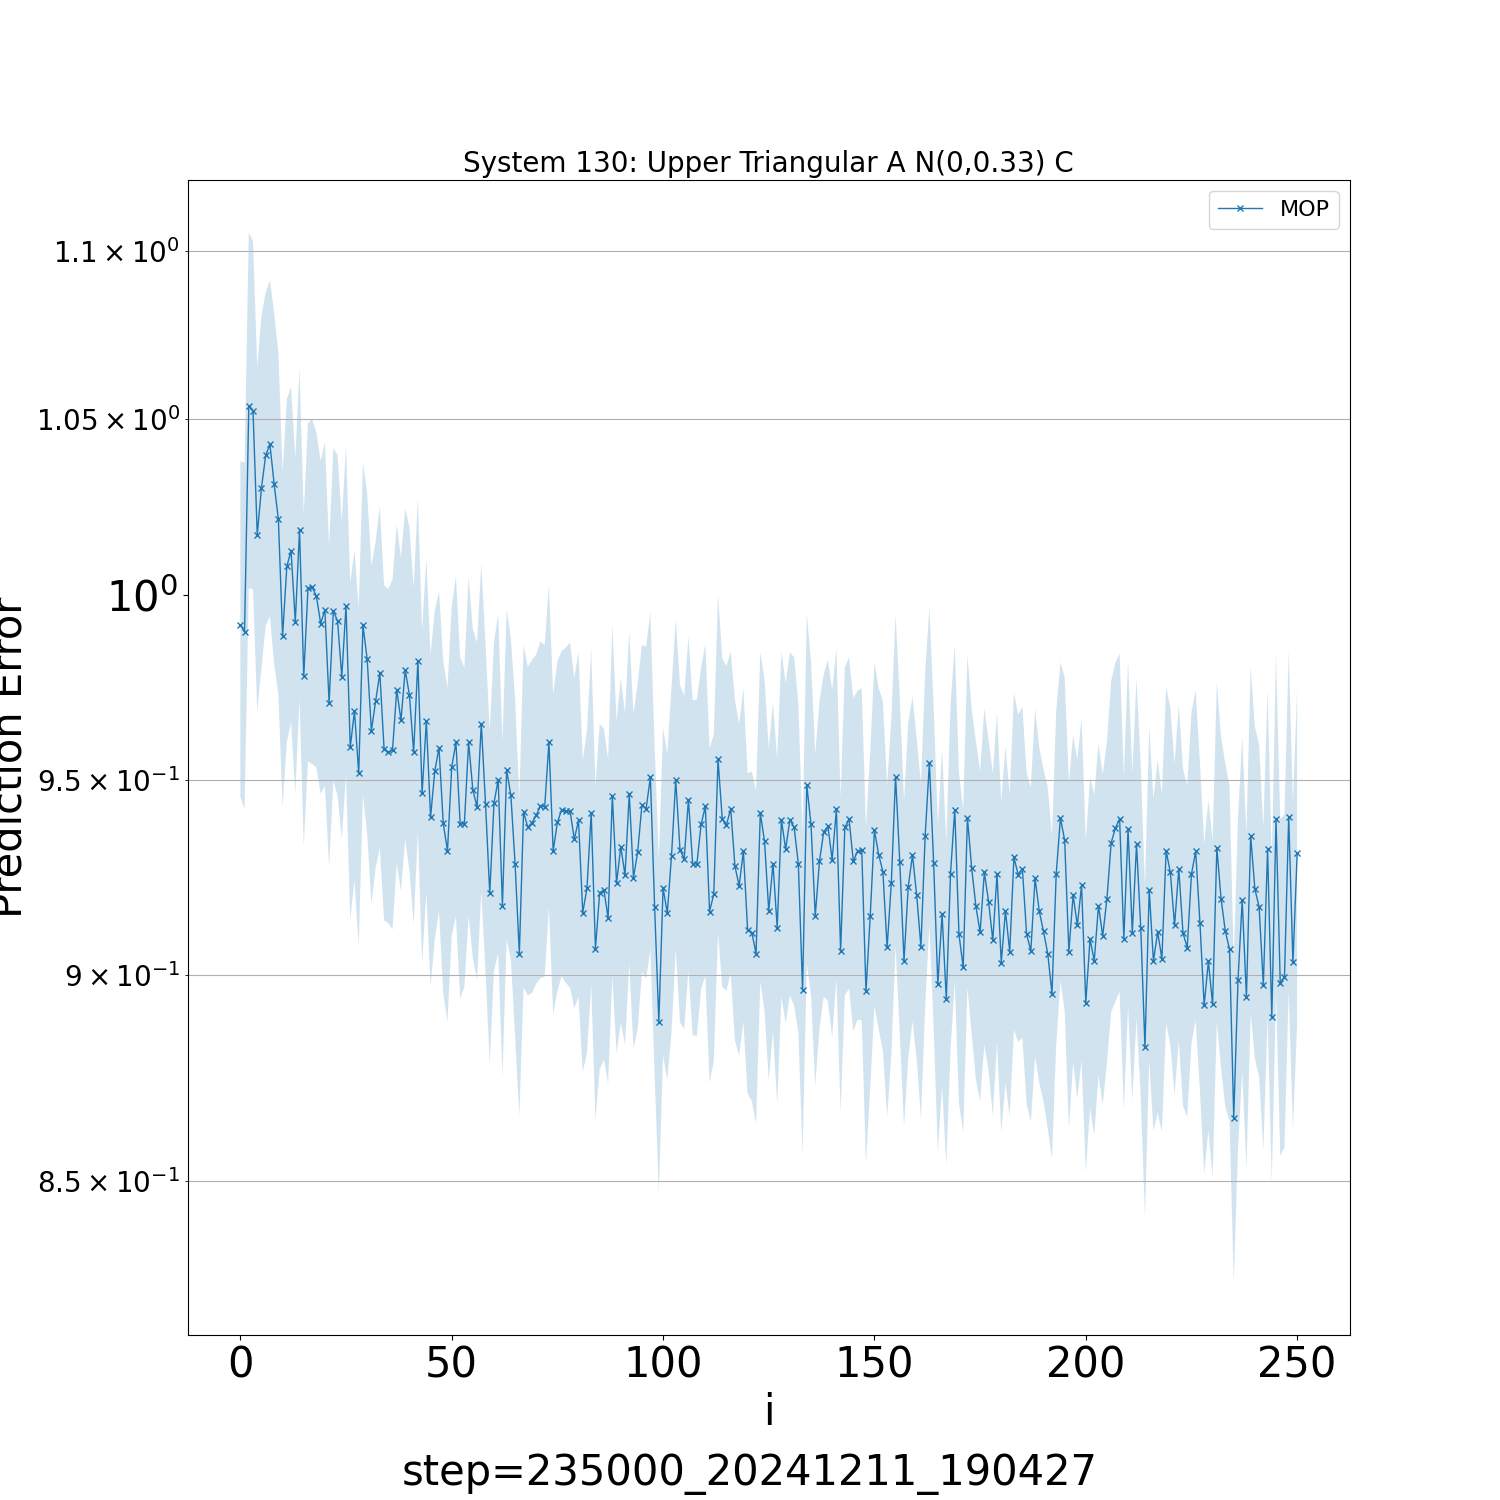 System 130: Upper Triangular A N(0,0.33) C
MOP
1.1 × 10⁰
1.05 × 10⁰
10⁰
9.5 × 10⁻¹
9 × 10⁻¹
8.5 × 10⁻¹
Prediction Error
0 50 100 150 200 250
i
step=235000_20241211_190427